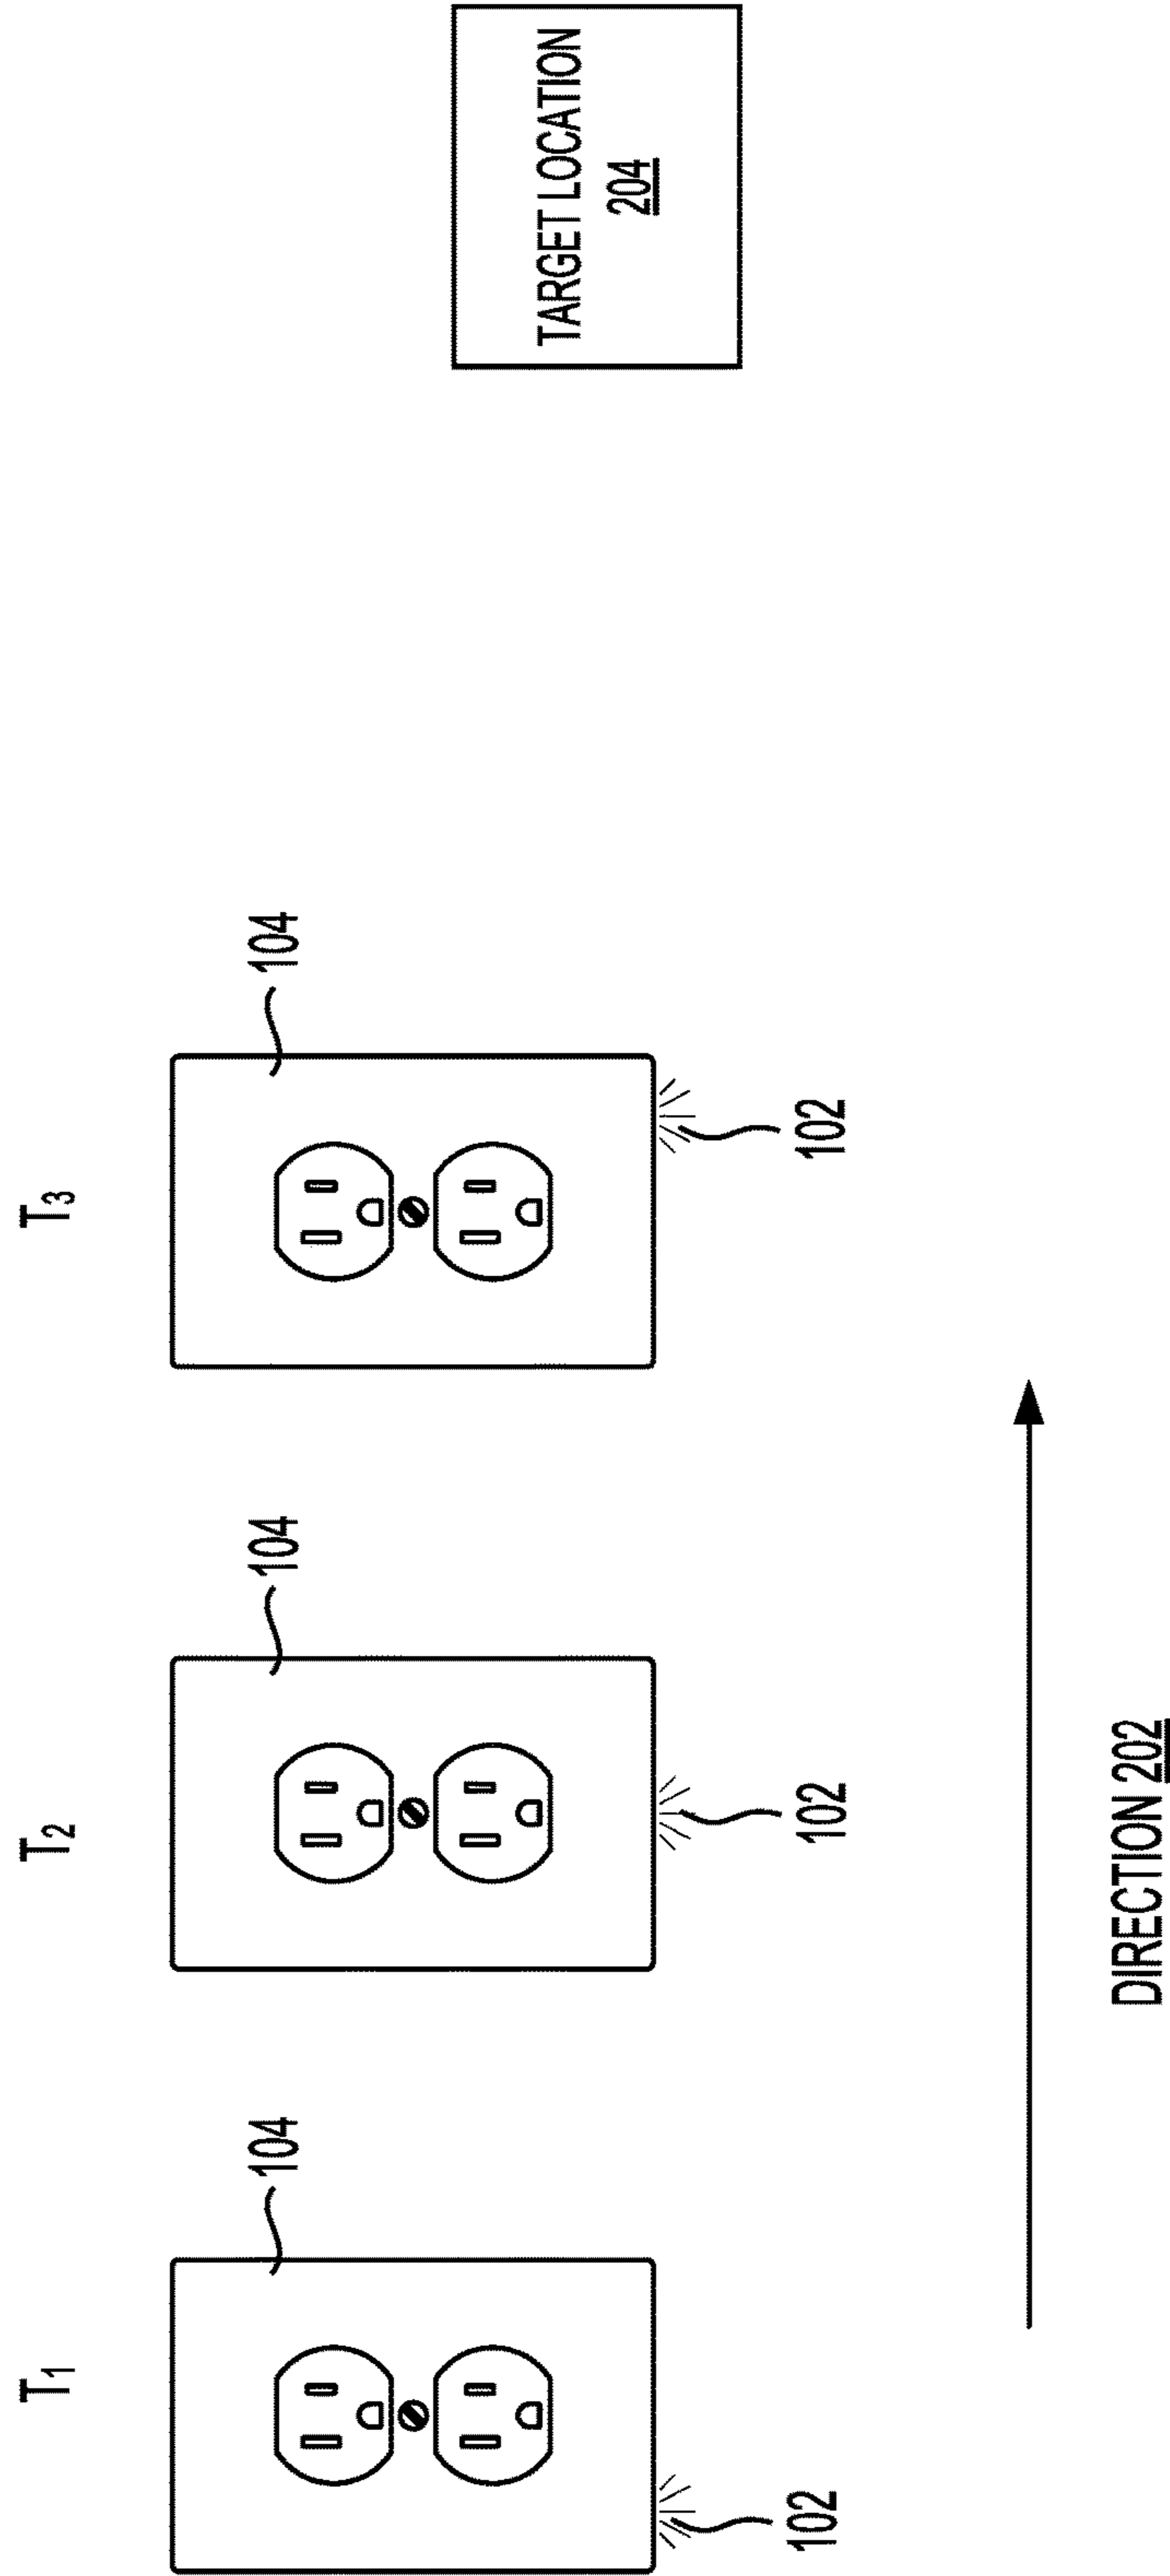 T1
T2
T3
104
104
104
TARGET LOCATION
204
102
102
102
DIRECTION 202